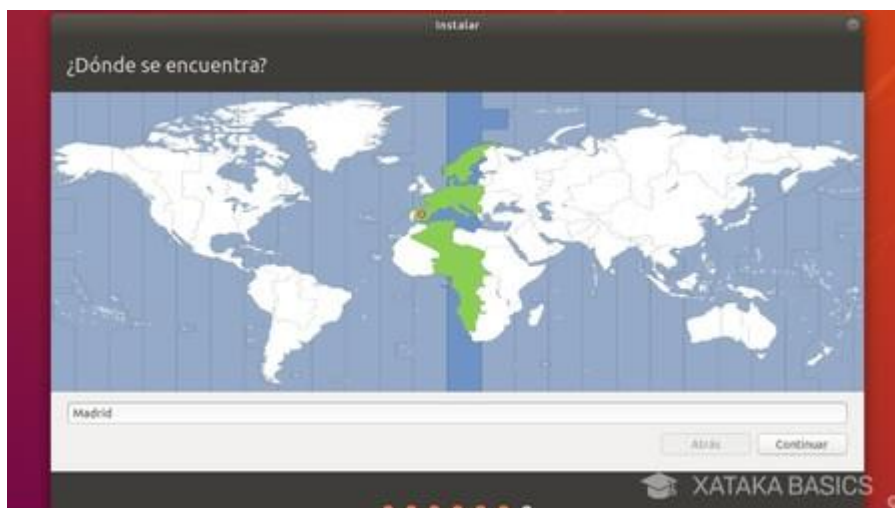 Instalar
¿Dónde se encuentra?
Madrid
Atrás
Continuar
XATAKA BASICS